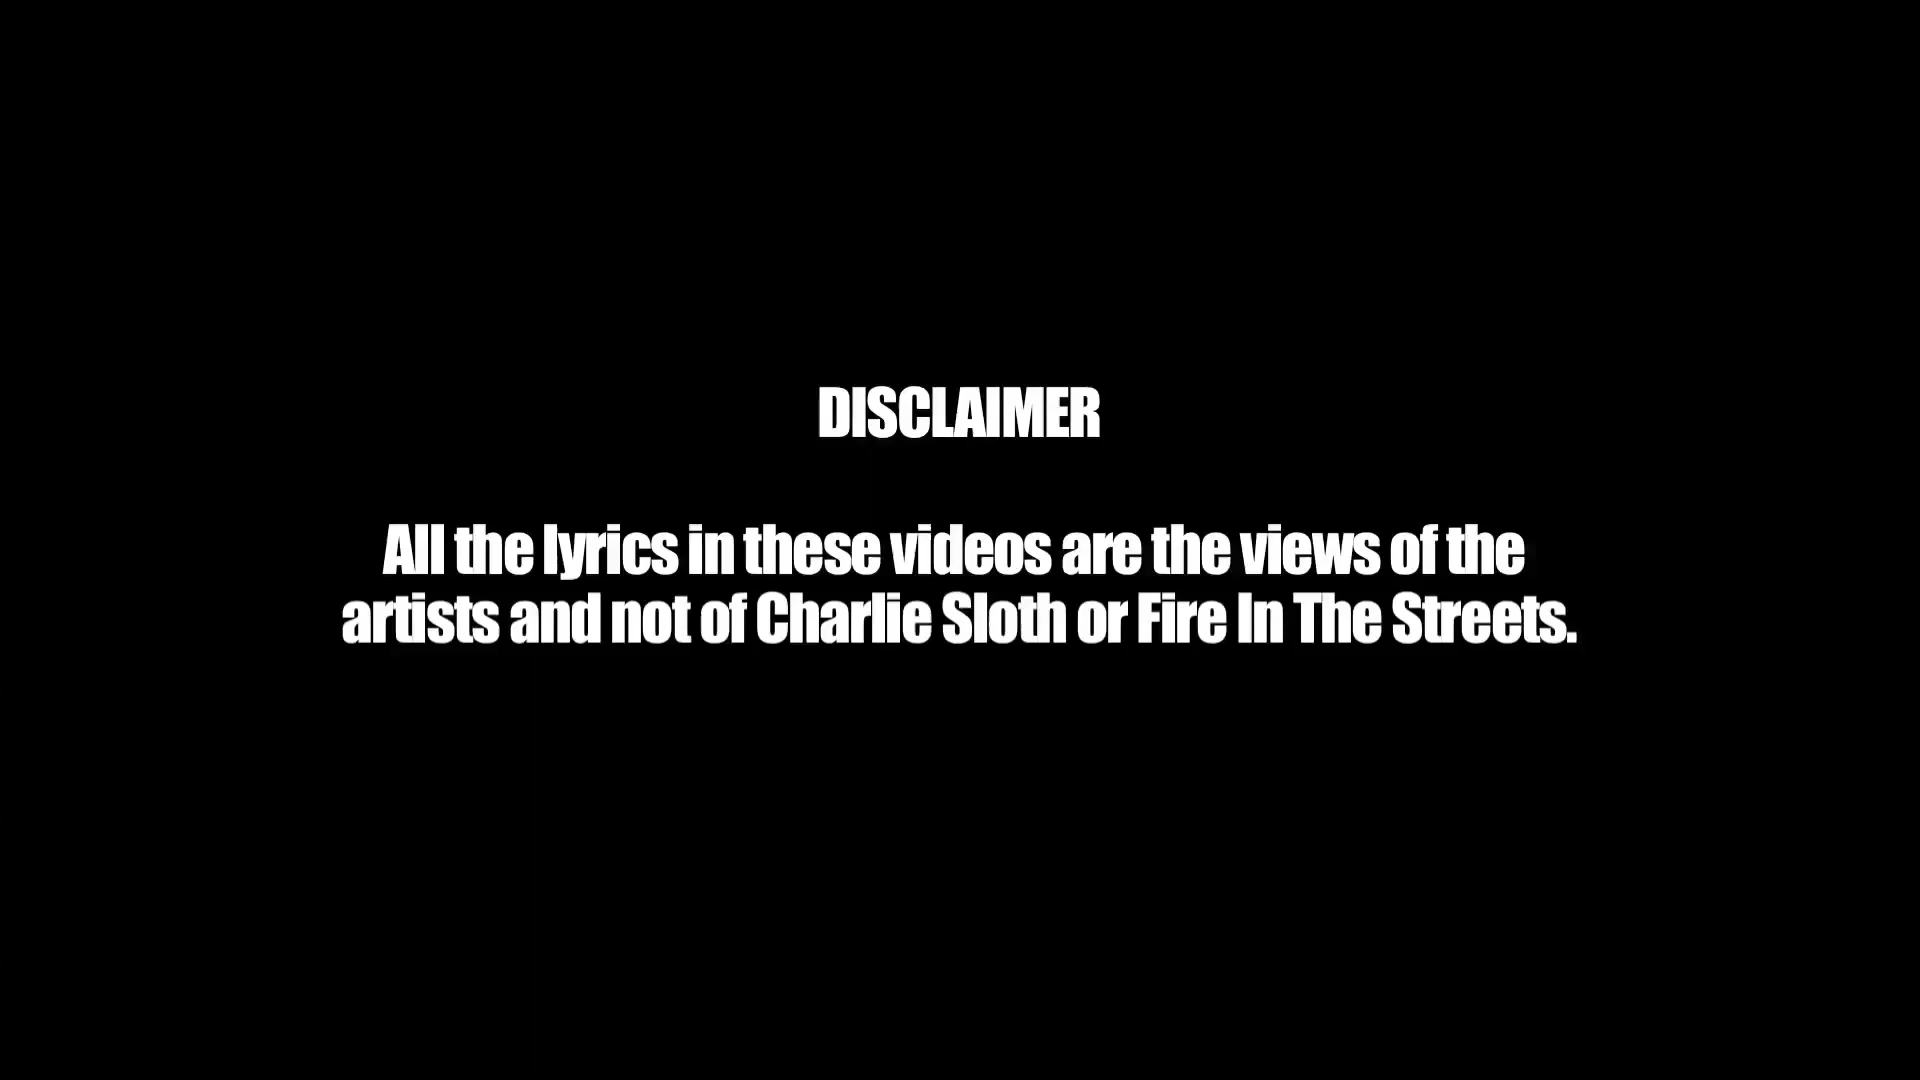 DISCLAIMER
All the lyrics in these videos are the views of the
artists and not of Charlie Sloth or Fire In The Streets.